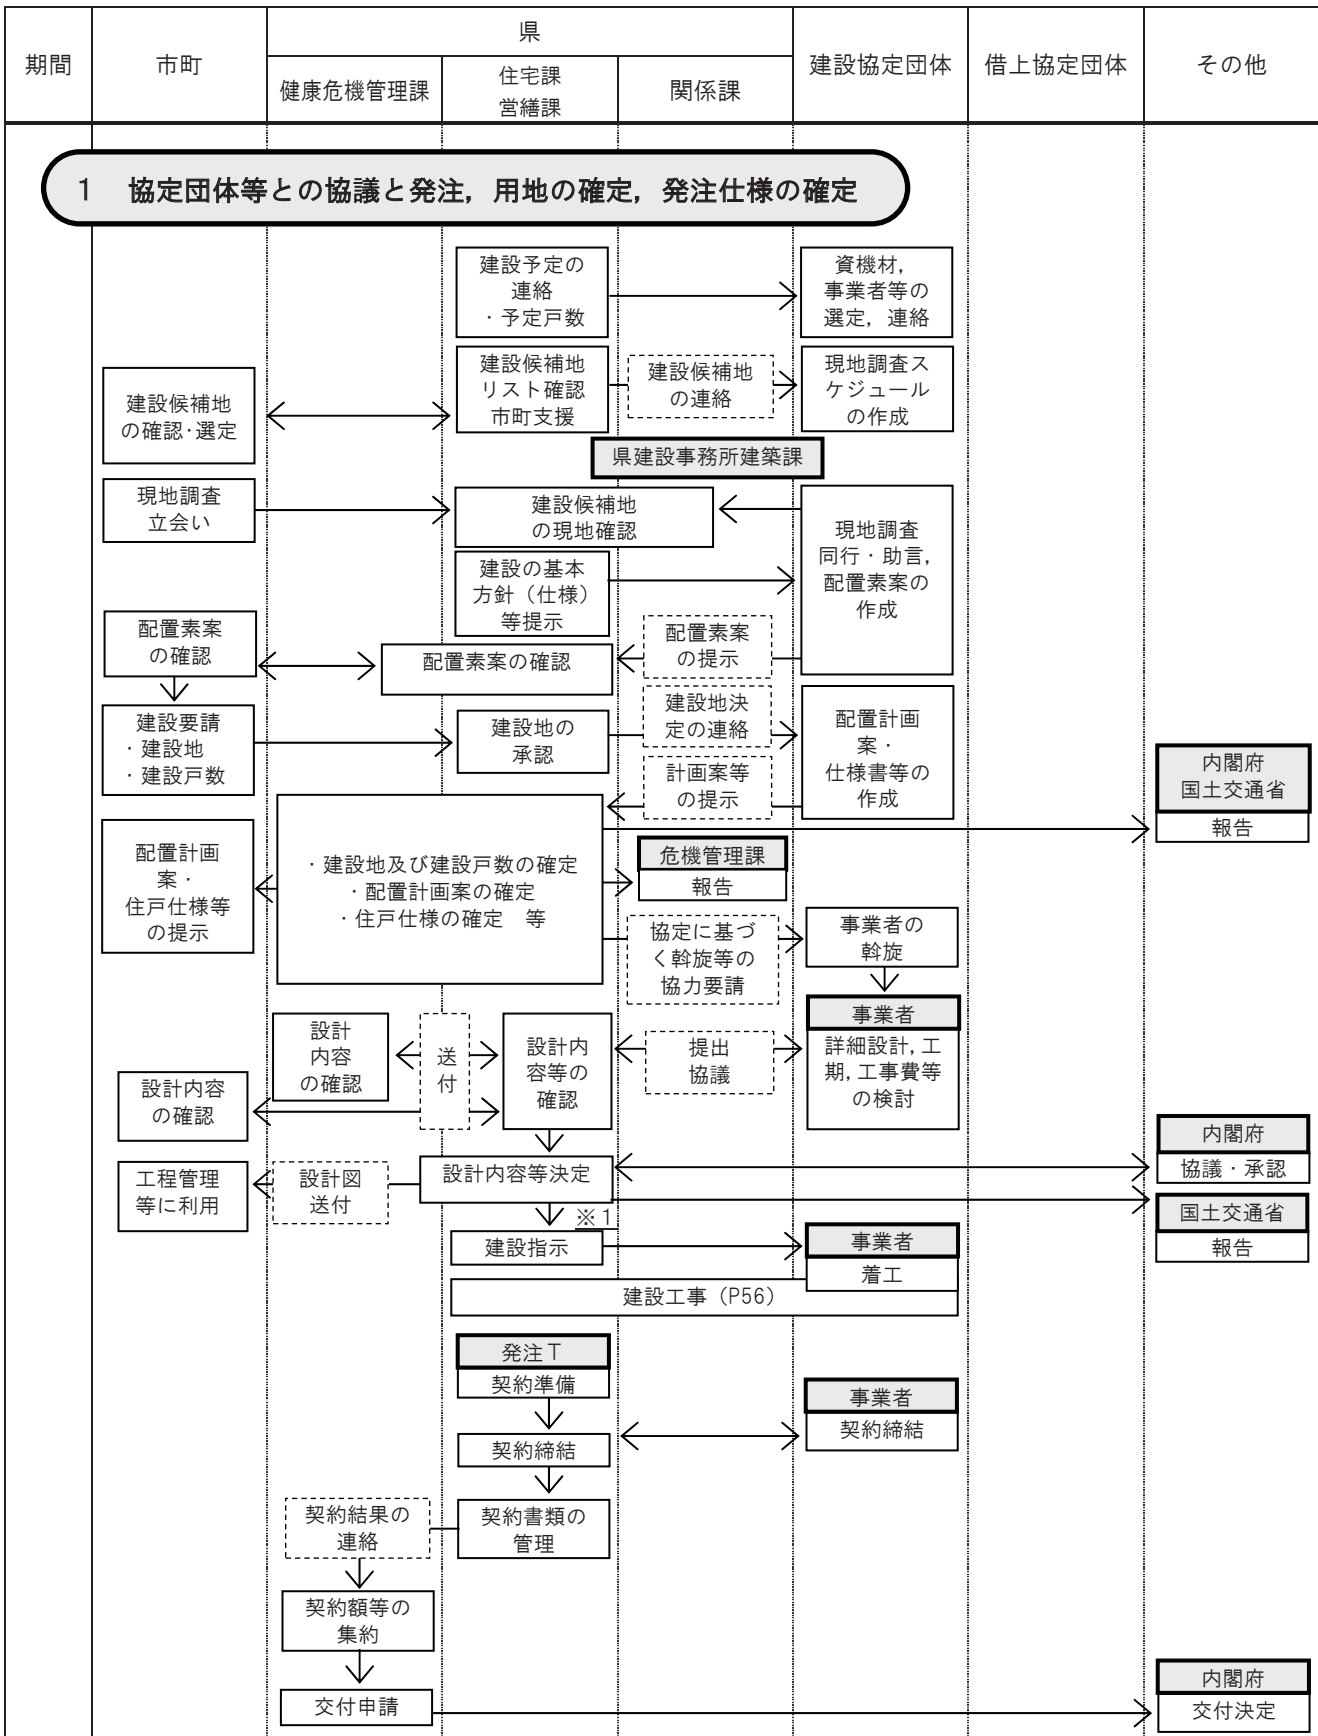 期間
市町
県
健康危機管理課
住宅課
営繕課
関係課
建設協定団体
借上協定団体
その他
1　協定団体等との協議と発注，用地の確定，発注仕様の確定
建設予定の
連絡
・予定戸数
資機材，
事業者等の
選定，連絡
建設候補地
の確認・選定
建設候補地
リスト確認
市町支援
建設候補地
の連絡
現地調査ス
ケジュール
の作成
県建設事務所建築課
現地調査
立会い
建設候補地
の現地確認
現地調査
同行・助言，
配置素案の
作成
建設の基本
方針（仕様）
等提示
配置素案
の確認
配置素案の確認
配置素案
の提示
建設要請
・建設地
・建設戸数
建設地の
承認
建設地決
定の連絡
配置計画
案・
仕様書等の
作成
計画案等
の提示
内閣府
国土交通省
報告
配置計画
案・
住戸仕様等
の提示
・建設地及び建設戸数の確定
・配置計画案の確定
・住戸仕様の確定　等
危機管理課
報告
協定に基づ
く斡旋等の
協力要請
事業者の
斡旋
設計
内容
の確認
送
付
設計内
容等の
確認
提出
協議
事業者
詳細設計，工
期，工事費等
の検討
設計内容
の確認
内閣府
協議・承認
工程管理
等に利用
設計図
送付
設計内容等決定
国土交通省
報告
※1
建設指示
事業者
着工
建設工事（P56）
発注T
契約準備
事業者
契約締結
契約締結
契約結果の
連絡
契約書類の
管理
契約額等の
集約
交付申請
内閣府
交付決定